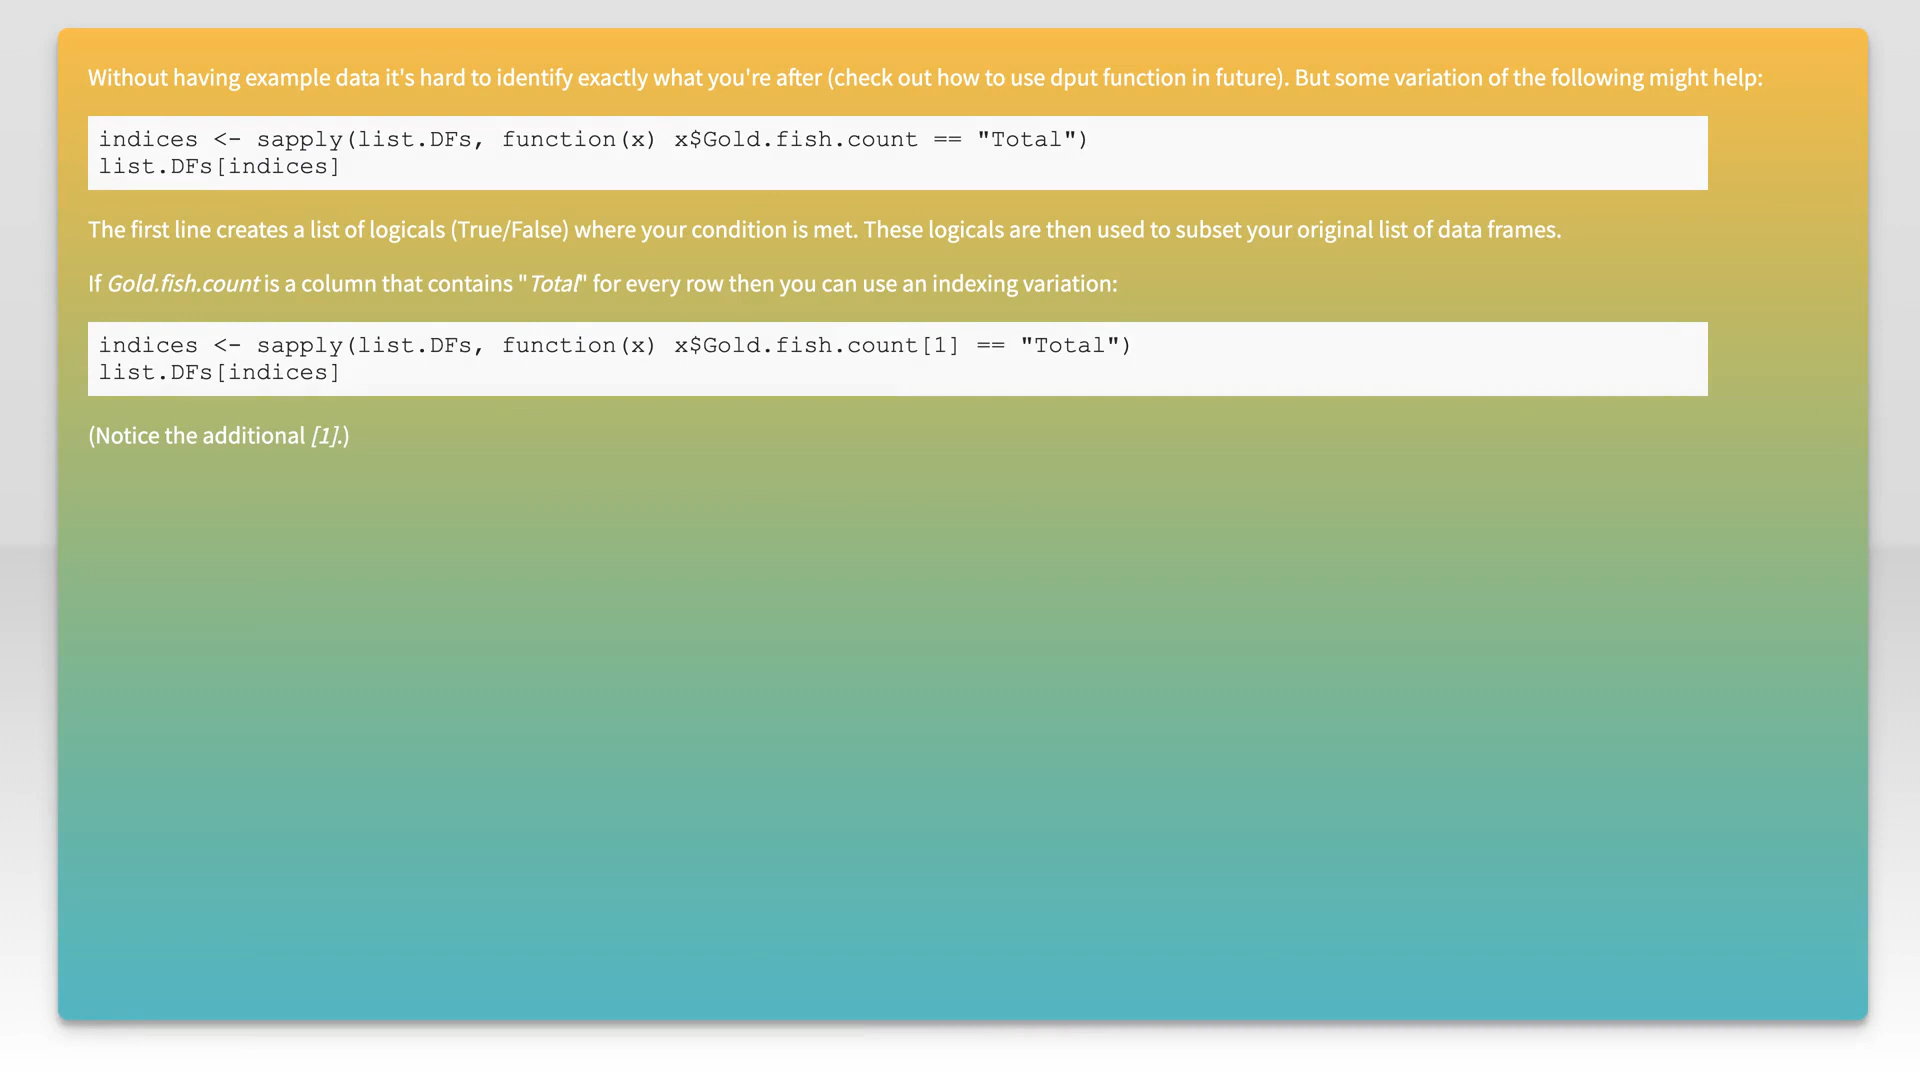 Without having example data it's hard to identify exactly what you're after (check out how to use dput function in future). But some variation of the following might help:
indices <- sapply(list.DFs, function(x) x$Gold.fish.count == "Total")
list.DFs[indices]
The first line creates a list of logicals (True/False) where your condition is met. These logicals are then used to subset your original list of data frames.
If Gold.fish.count is a column that contains "Total" for every row then you can use an indexing variation:
indices <- sapply(list.DFs, function(x) x$Gold.fish.count[1] == "Total")
list.DFs[indices]
(Notice the additional [1].)